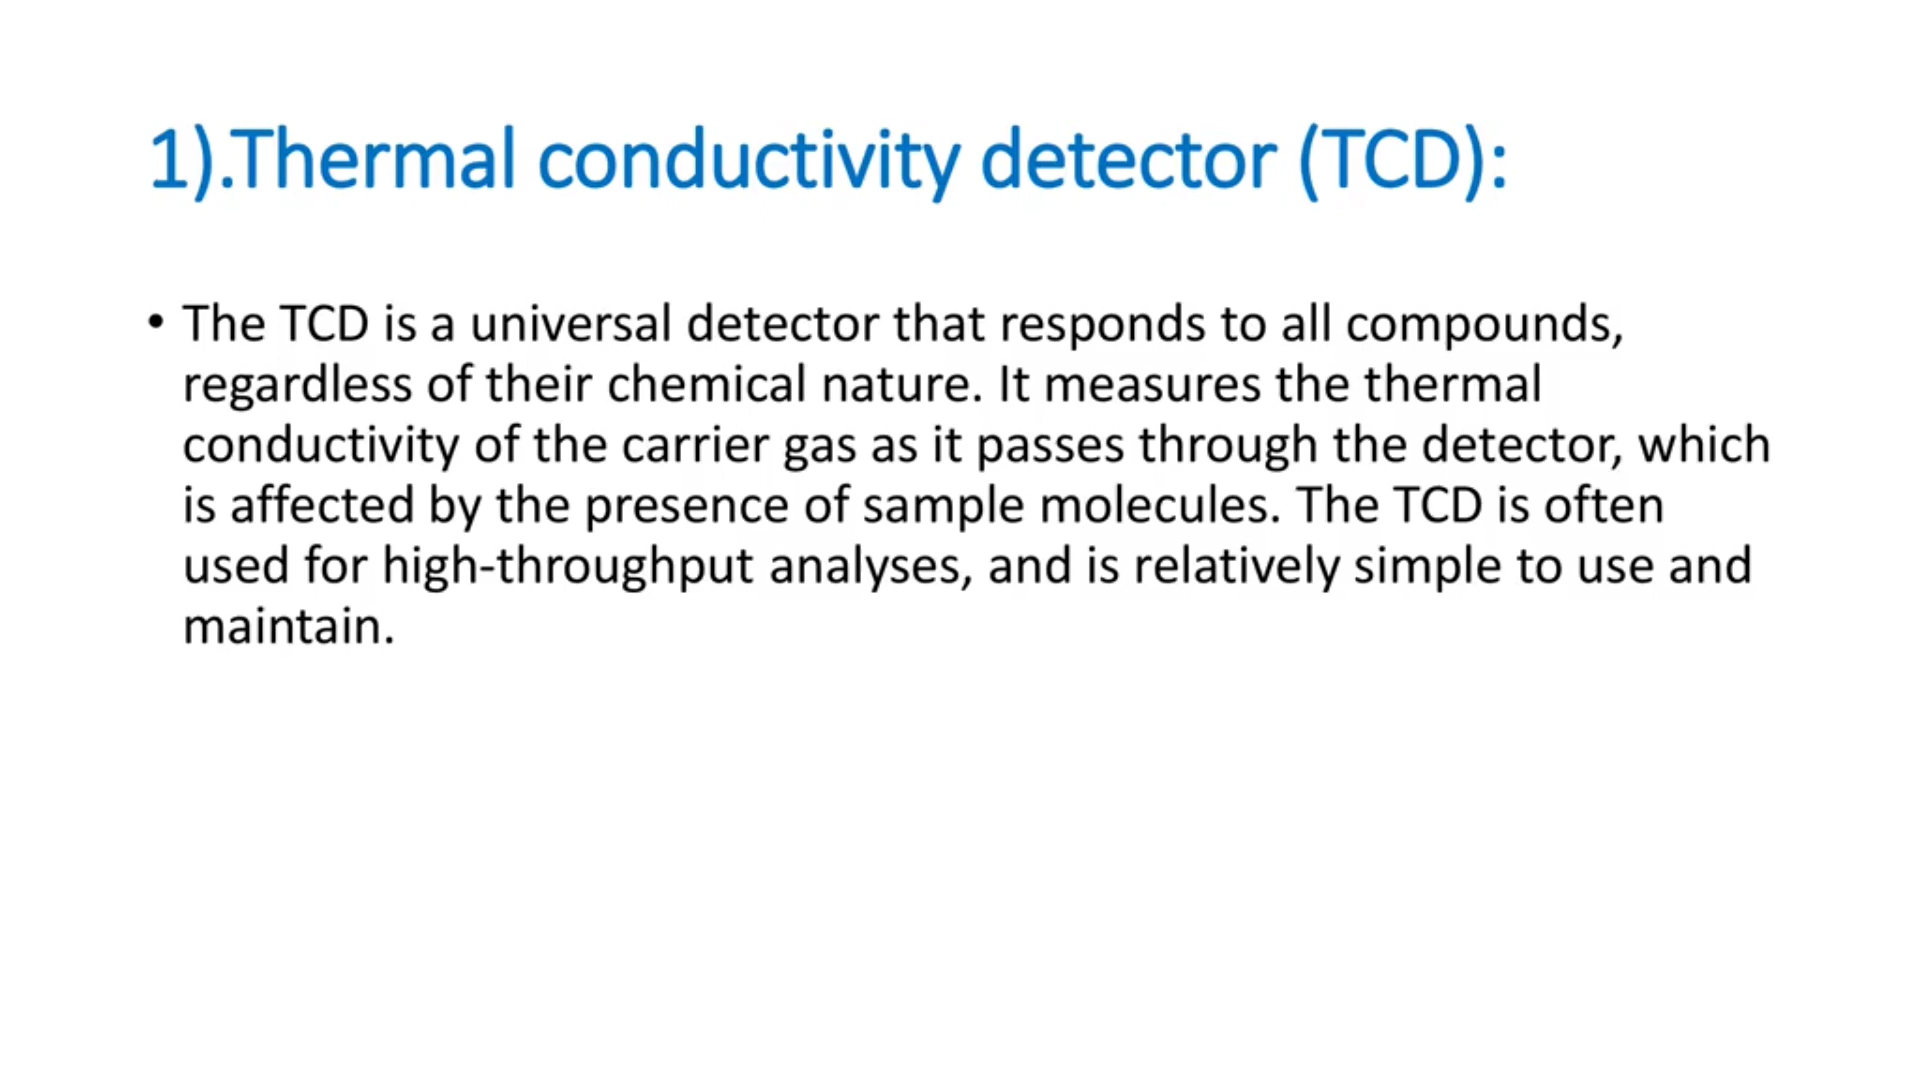 1).Thermal conductivity detector (TCD):
• The TCD is a universal detector that responds to all compounds,
regardless of their chemical nature. It measures the thermal
conductivity of the carrier gas as it passes through the detector, which
is affected by the presence of sample molecules. The TCD is often
used for high-throughput analyses, and is relatively simple to use and
maintain.